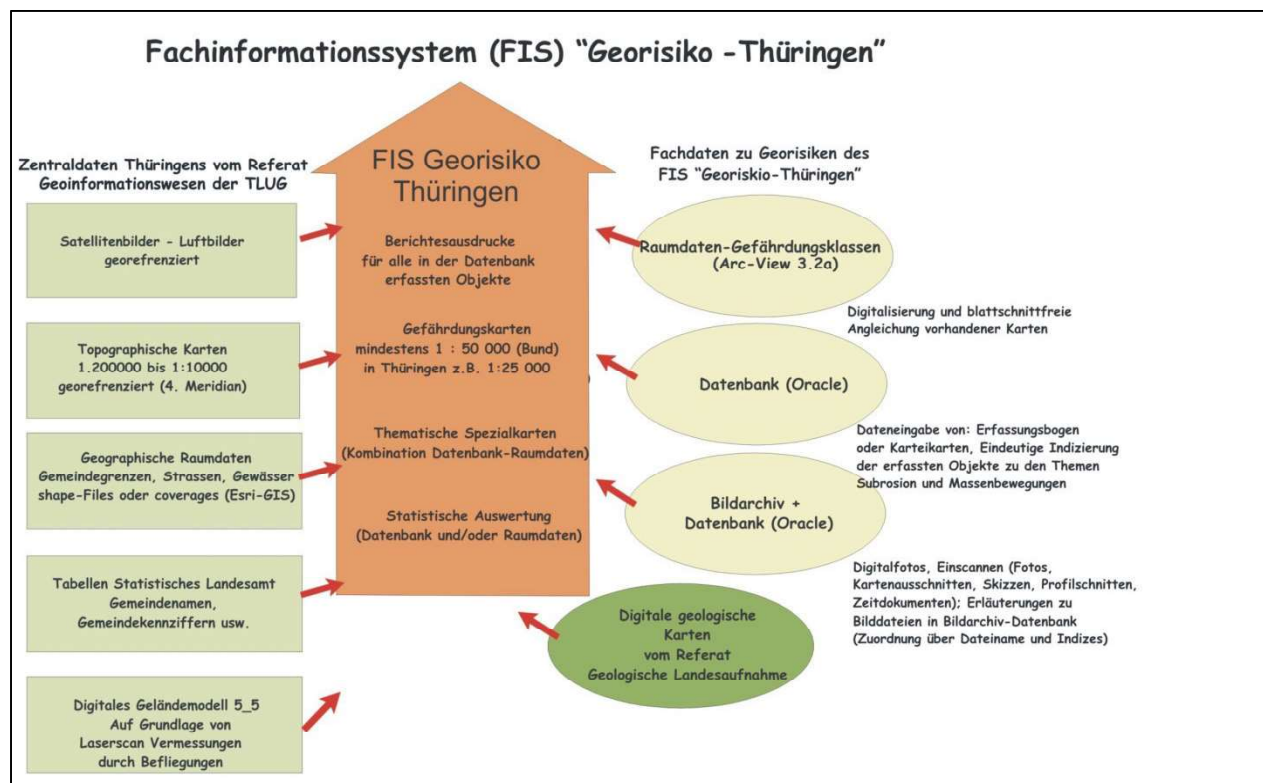 Fachinformationssystem (FIS) “Georisiko -Thüringen”
Zentraldaten Thüringens vom Referat
Geoinformationswesen der TLUG
Satellitenbilder - Luftbilder
georefrenziert
Topographische Karten
1.200000 bis 1:10000
georefrenziert (4. Meridian)
Geographische Raumdaten
Gemeindegrenzen, Strassen, Gewässer
shape-Files oder coverages (Esri-GIS)
Tabellen Statistisches Landesamt
Gemeindenamen,
Gemeindekennziffern usw.
Digitales Geländemodell 5_5
Auf Grundlage von
Laserscan Vermessungen
durch Befliegungen
FIS Georisiko
Thüringen
Berichtesausdrucke
für alle in der Datenbank
erfassten Objekte
Gefährdungskarten
mindestens 1 : 50 000 (Bund)
in Thüringen z.B. 1:25 000
)
Thematische Spezialkarten
(Kombination Datenbank-Raumdaten)
Statistische Auswertung
(Datenbank und/oder Raumdaten)
Fachdaten zu Georisiken des
FIS “Georiskio-Thüringen”
Raumdaten-Gefährdungsklassen
(Arc-View 3.2a)
Digitalisierung und blattschnittfreie
Angleichung vorhandener Karten
Datenbank (Oracle)
Dateneingabe von: Erfassungsbogen
oder Karteikarten, Eindeutige Indizierung
der erfassten Objekte zu den Themen
Subrosion und Massenbewegungen
Bildarchiv +
Datenbank (Oracle)
Digitalfotos, Einscannen (Fotos,
Kartenausschnitten, Skizzen, Profilschnitten,
Zeitdokumenten); Erläuterungen zu
Bilddateien in Bildarchiv-Datenbank
(Zuordnung über Dateiname und Indizes)
Digitale geologische
Karten
vom Referat
Geologische Landesaufnahme